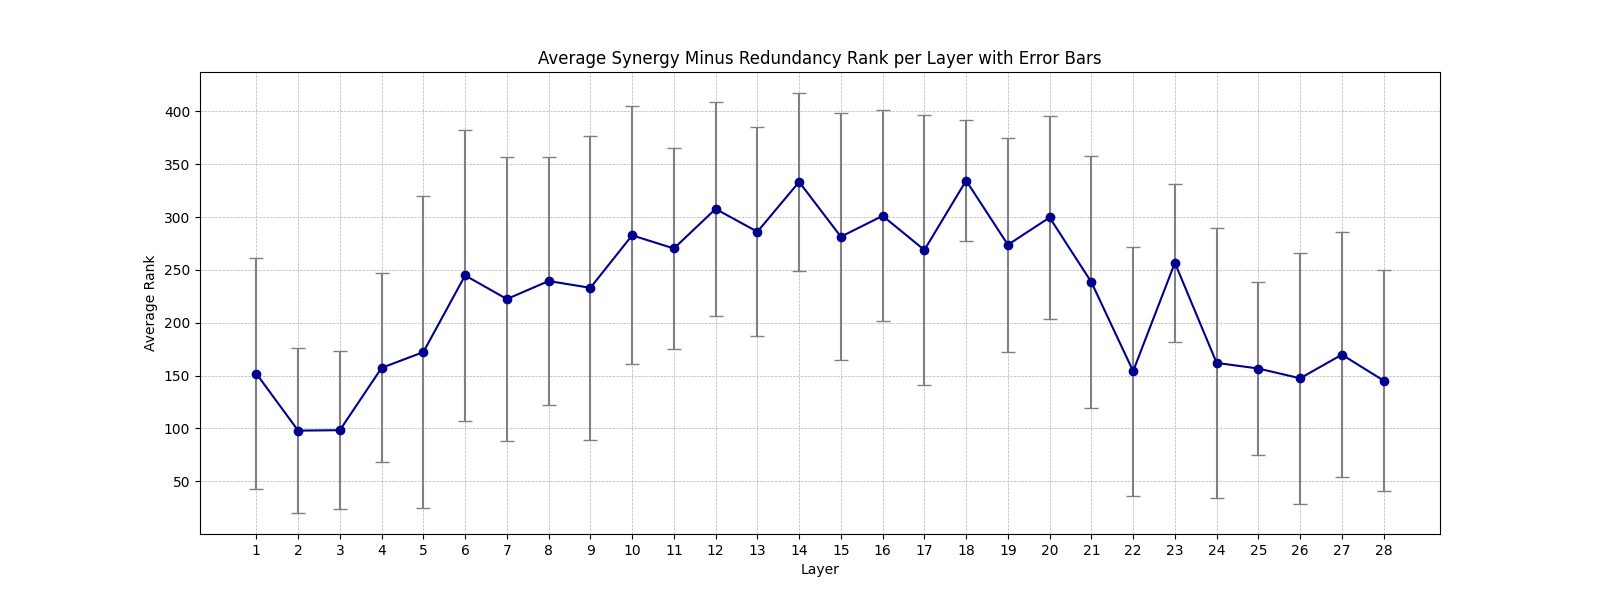 Average Synergy Minus Redundancy Rank per Layer with Error Bars
400
350
300
250
200
150
100
50
Average Rank
1 2 3 4 5 6 7 8 9 10 11 12 13 14 15 16 17 18 19 20 21 22 23 24 25 26 27 28
Layer